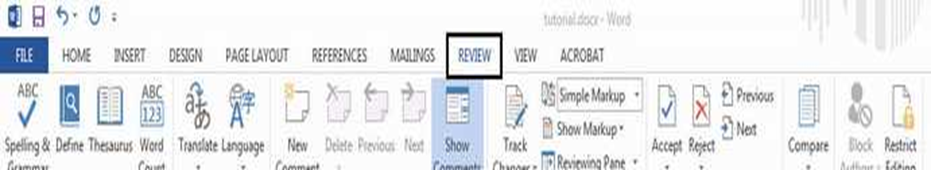 tutorial.docx - Word
FILE HOME INSERT DESIGN PAGE LAYOUT REFERENCES MAILINGS REVIEW VIEW ACROBAT
ABC
Spelling &
Grammar
Define
Thesaurus
ABC
123
Word
Count
Translate
Language
New
Comment
Delete
Previous
Next
Show
Comments
Track
Changes
Simple Markup
Show Markup
Reviewing Pane
Accept
Reject
Previous
Next
Compare
Block
Authors
Restrict
Editing